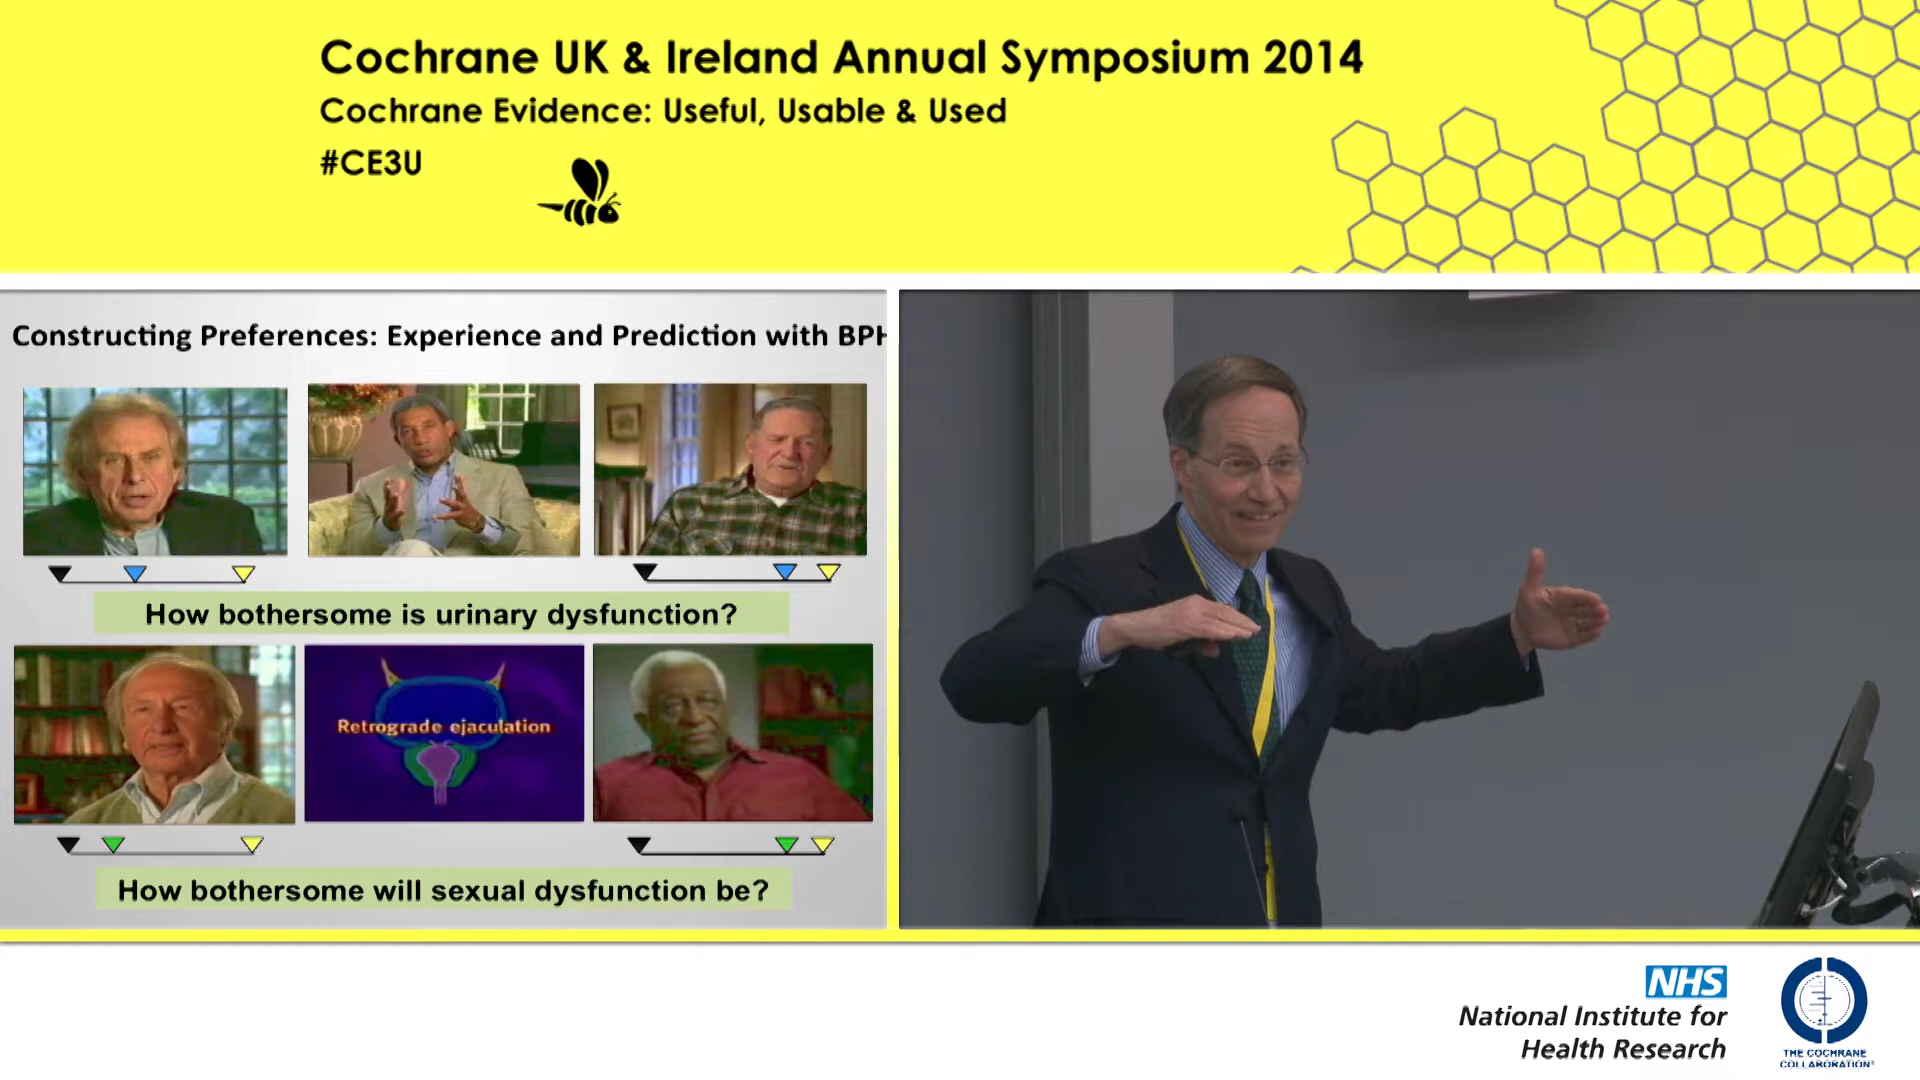 Cochrane UK & Ireland Annual Symposium 2014
Cochrane Evidence: Useful, Usable & Used
#CE3U
Constructing Preferences: Experience and Prediction with BPH
How bothersome is urinary dysfunction?
Retrograde ejaculation
How bothersome will sexual dysfunction be?
NHS
National Institute for
Health Research
THE COCHRANE
COLLABORATION®